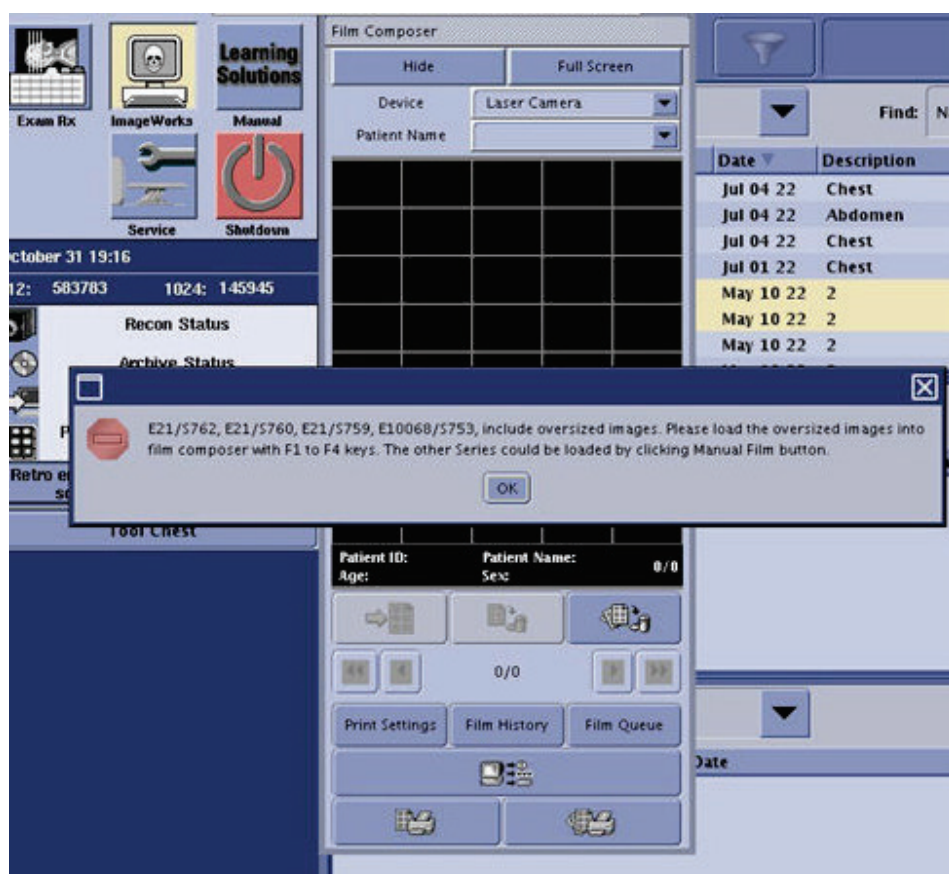 Film Composer
Hide
Full Screen
Learning
Solutions
Device
Laser Camera
Exam Rx
ImageWorks
Manual
Patient Name
Find:
N
Date
Description
Jul 04 22
Chest
Jul 04 22
Abdomen
Service
Shutdown
Jul 04 22
Chest
ctober 31 19:16
Jul 01 22
Chest
12: 583783
1024: 145945
May 10 22
2
Recon Status
May 10 22
2
May 10 22
2
Archive Status
E21/S762, E21/S760, E21/S759, E10068/S753, include oversized images. Please load the oversized images into
film composer with F1 to F4 keys. The other Series could be loaded by clicking Manual Film button.
OK
P
Retro e
Tool Chest
Patient ID:
Patient Name:
Age:
Sex:
0/0
0/0
Print Settings
Film History
Film Queue
Date